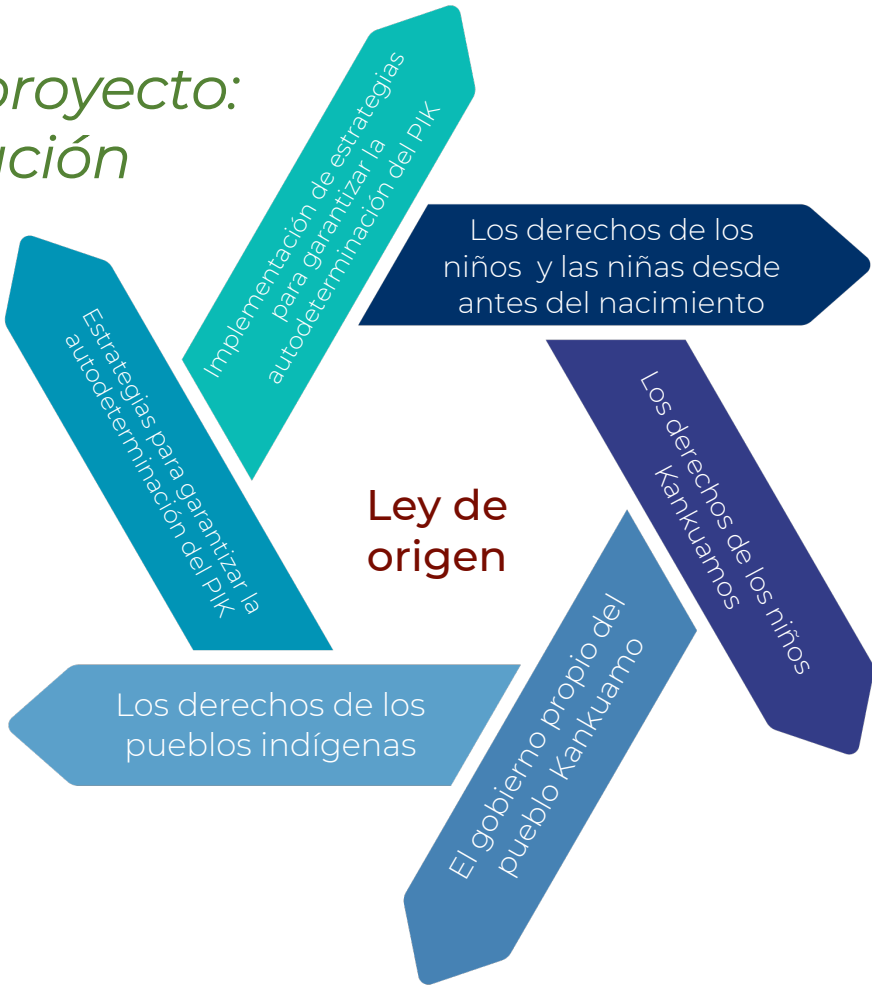 proyecto:
ación
Implementación de estrategias
para garantizar la
autodeterminación del PIK
Los derechos de los
niños y las niñas desde
antes del nacimiento
Los derechos de los niños
Kankuamos
El gobierno propio del
pueblo Kankuamo
Los derechos de los
pueblos indígenas
Estrategias para garantizar la
autodeterminación del PIK
Ley de
origen